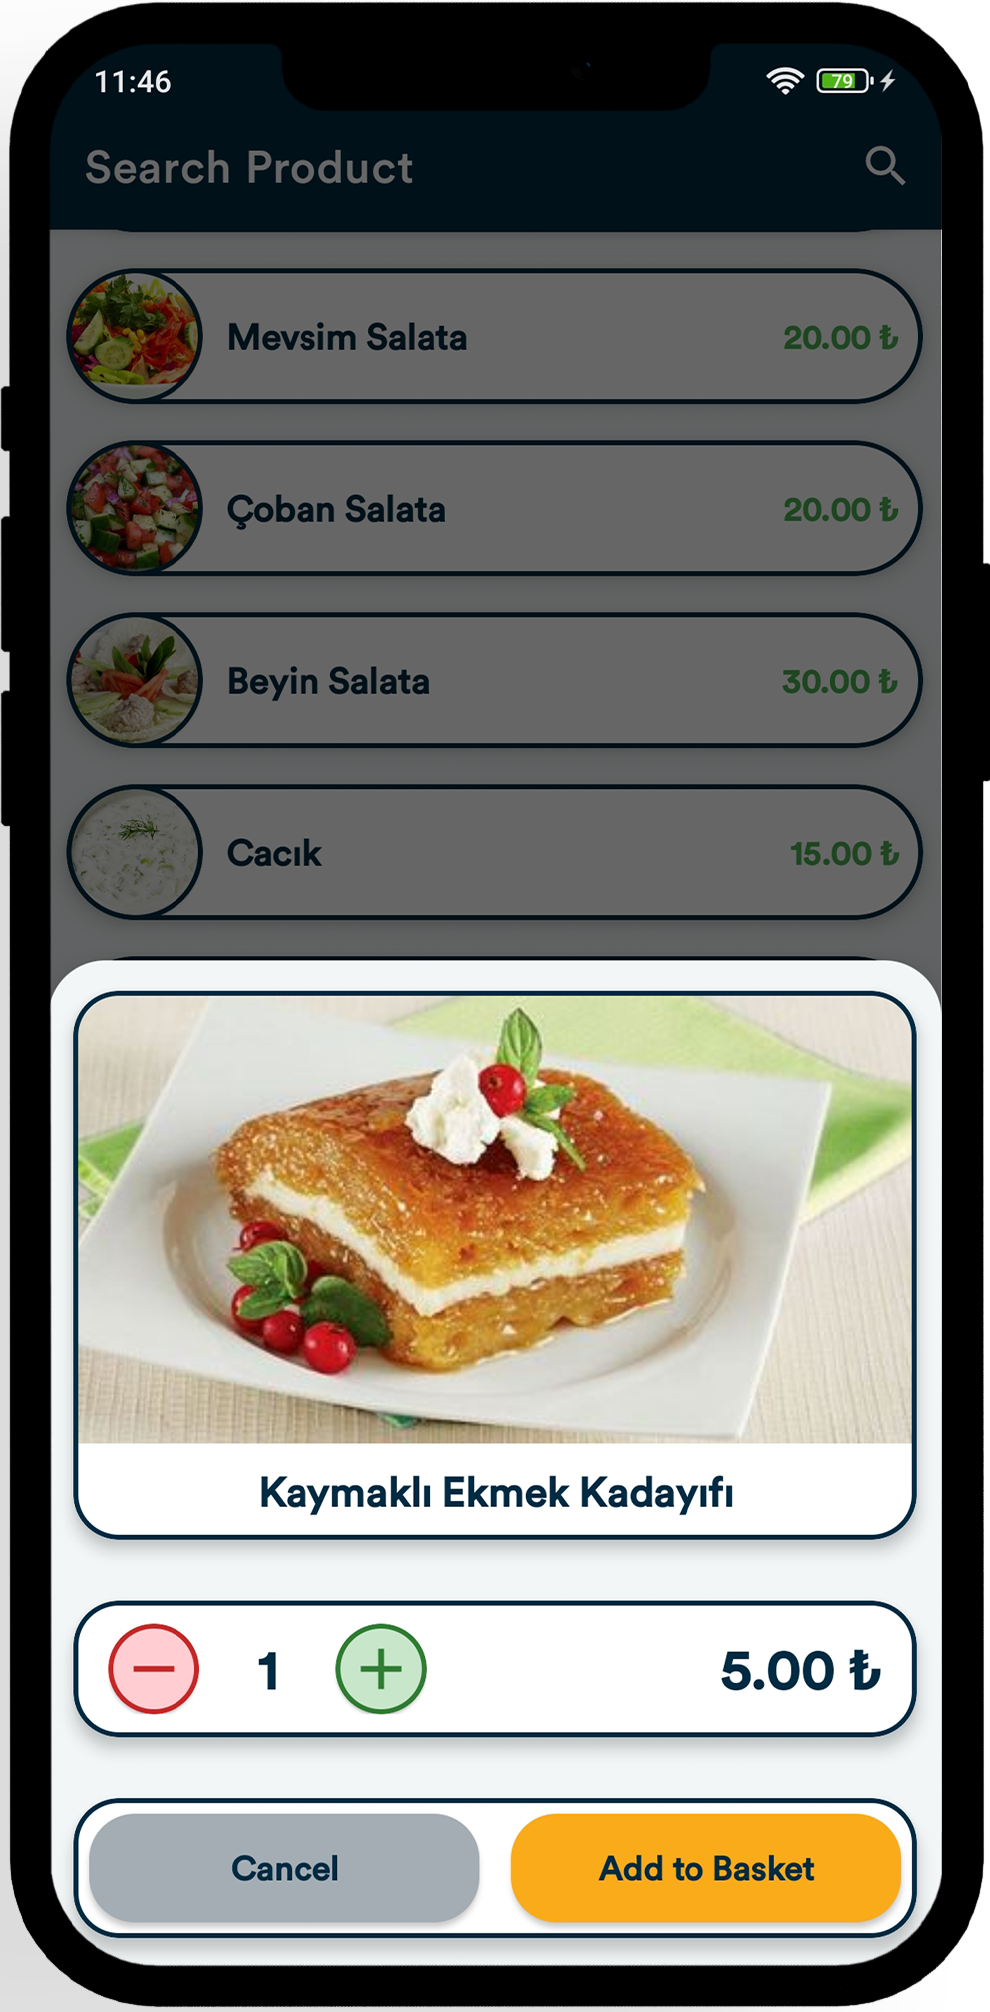 11:46
79
Search Product
Mevsim Salata 20.00 ₺
Çoban Salata 20.00 ₺
Beyin Salata 30.00 ₺
Cacık 15.00 ₺
Kaymaklı Ekmek Kadayıfı
1 5.00 ₺
Cancel Add to Basket